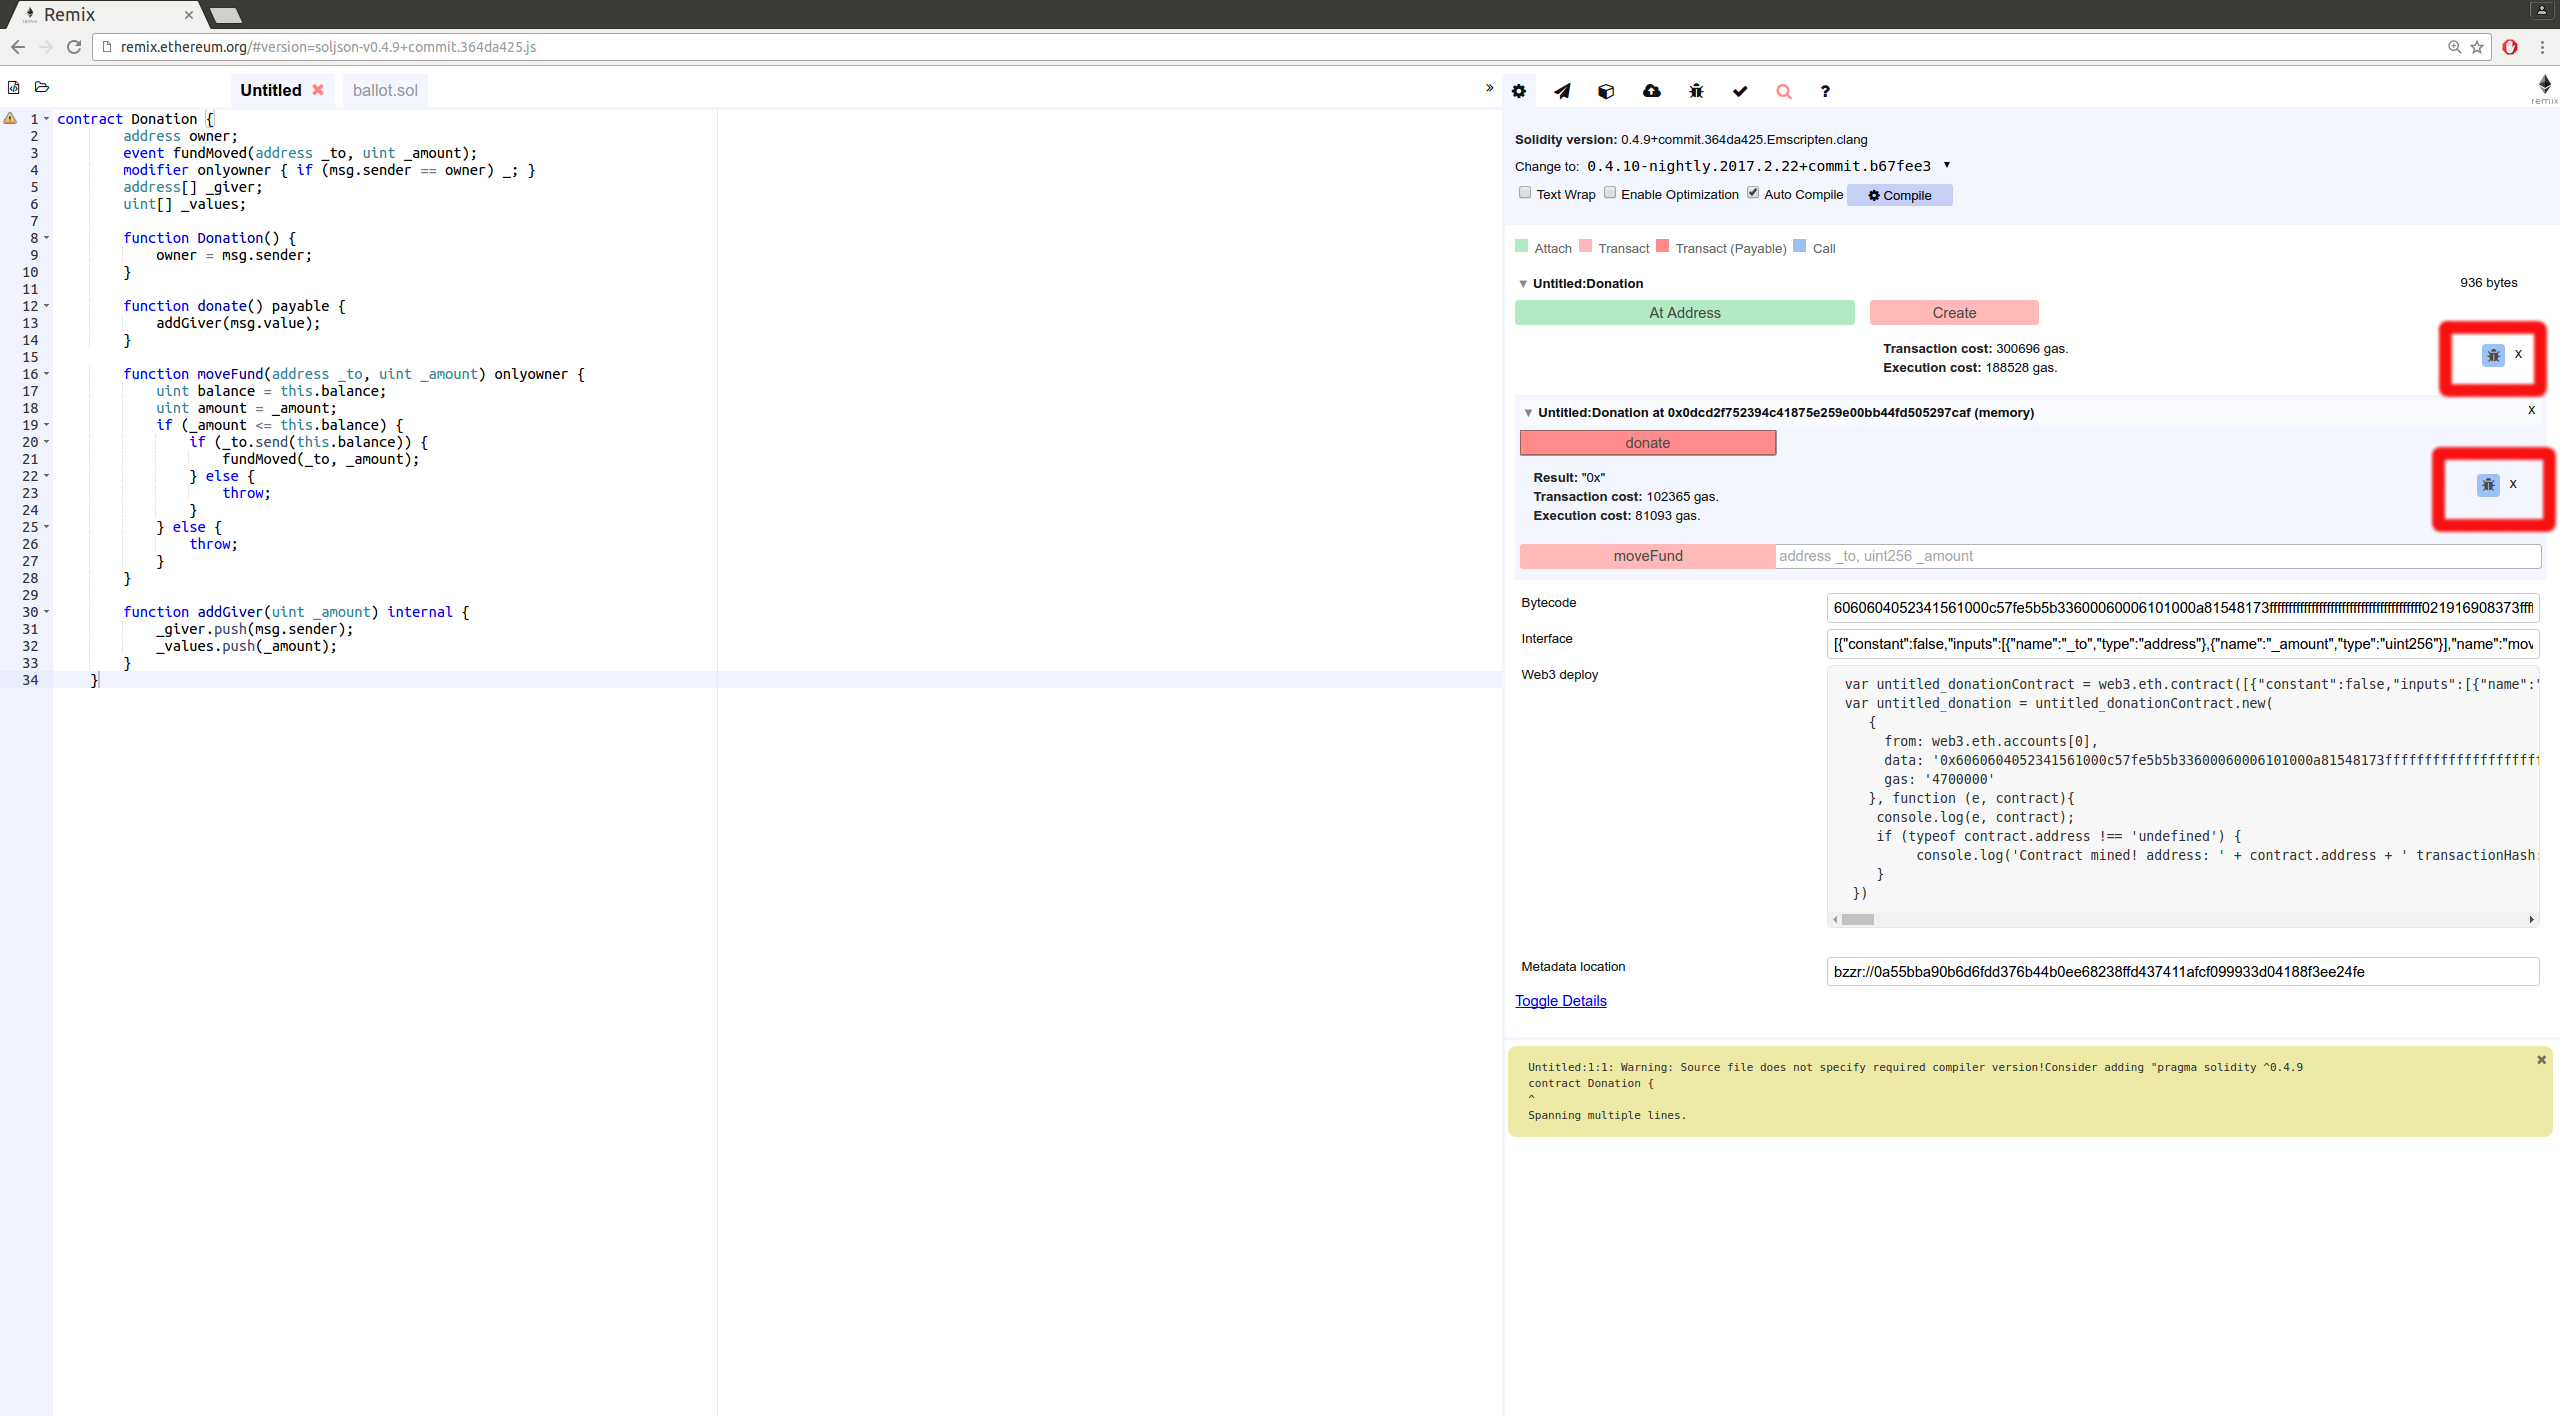 Remix
remix.ethereum.org/#version=soljson-v0.4.9+commit.364da425.js
Untitled
ballot.sol
»
?
remix
1 contract Donation {
2 address owner;
3 event fundMoved(address _to, uint _amount);
4 modifier onlyowner { if (msg.sender == owner) _; }
5 address[] _giver;
6 uint[] _values;
7
8 function Donation() {
9 owner = msg.sender;
10 }
11
12 function donate() payable {
13 addGiver(msg.value);
14 }
15
16 function moveFund(address _to, uint _amount) onlyowner {
17 uint balance = this.balance;
18 uint amount = _amount;
19 if (_amount <= this.balance) {
20 if (_to.send(this.balance)) {
21 fundMoved(_to, _amount);
22 } else {
23 throw;
24 }
25 } else {
26 throw;
27 }
28 }
29
30 function addGiver(uint _amount) internal {
31 _giver.push(msg.sender);
32 _values.push(_amount);
33 }
34 }
Solidity version: 0.4.9+commit.364da425.Emscripten.clang
Change to: 0.4.10-nightly.2017.2.22+commit.b67fee3
Text Wrap Enable Optimization Auto Compile Compile
Attach Transact Transact (Payable) Call
Untitled:Donation 936 bytes
At Address Create
Transaction cost: 300696 gas. x
Execution cost: 188528 gas.
Untitled:Donation at 0x0dcd2f752394c41875e259e00bb44fd505297caf (memory) x
donate
Result: "0x" x
Transaction cost: 102365 gas.
Execution cost: 81093 gas.
moveFund address _to, uint256 _amount
Bytecode
Interface [{"constant":false,"inputs":[{"name":"_to","type":"address"},{"name":"_amount","type":"uint256"}],"name":"mov
Web3 deploy
var untitled_donationContract = web3.eth.contract([{"constant":false,"inputs":[{"name":"
var untitled_donation = untitled_donationContract.new(
{
from: web3.eth.accounts[0],
data:
gas: '4700000'
}, function (e, contract){
console.log(e, contract);
if (typeof contract.address !== 'undefined') {
console.log('Contract mined! address: ' + contract.address + ' transactionHash:
}
})
Metadata location bzzr://0a55bba90b6d6fdd376b44b0ee68238ffd437411afcf099933d04188f3ee24fe
Toggle Details
Untitled:1:1: Warning: Source file does not specify required compiler version!Consider adding "pragma solidity ^0.4.9
contract Donation {
^
Spanning multiple lines.